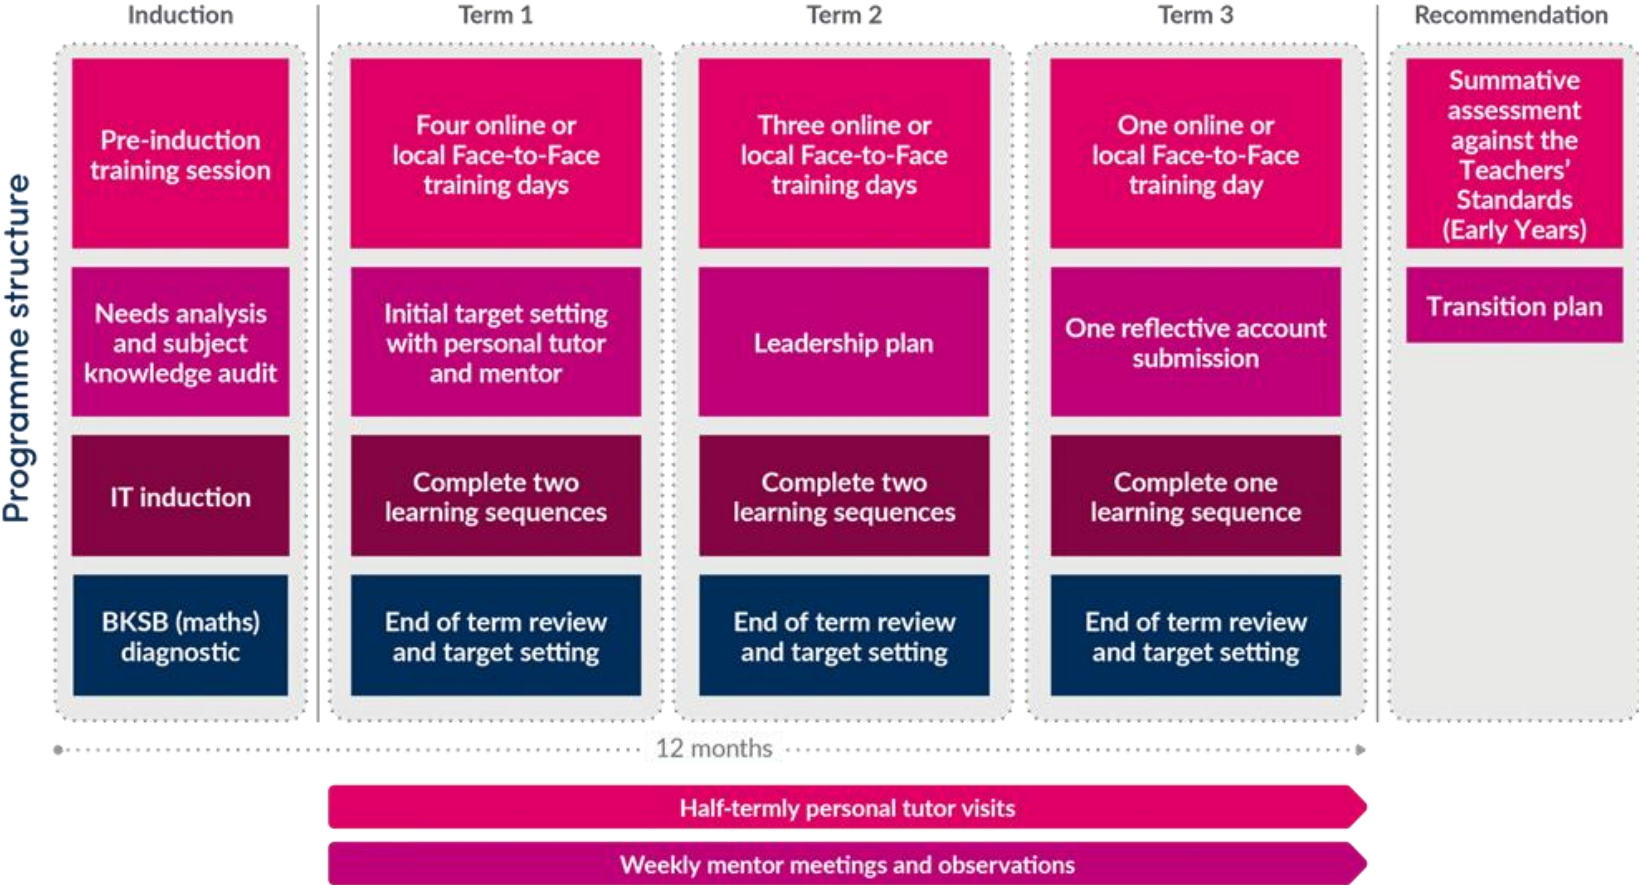 Programme structure
Induction
Pre-induction
training session
Needs analysis
and subject
knowledge audit
IT induction
BKSB (maths)
diagnostic
Term 1
Four online or
local Face-to-Face
training days
Initial target setting
with personal tutor
and mentor
Complete two
learning sequences
End of term review
and target setting
Term 2
Three online or
local Face-to-Face
training days
Leadership plan
Complete two
learning sequences
End of term review
and target setting
Term 3
One online or
local Face-to-Face
training day
One reflective account
submission
Complete one
learning sequence
End of term review
and target setting
Recommendation
Summative
assessment
against the
Teachers’
Standards
(Early Years)
Transition plan
12 months
Half-termly personal tutor visits
Weekly mentor meetings and observations